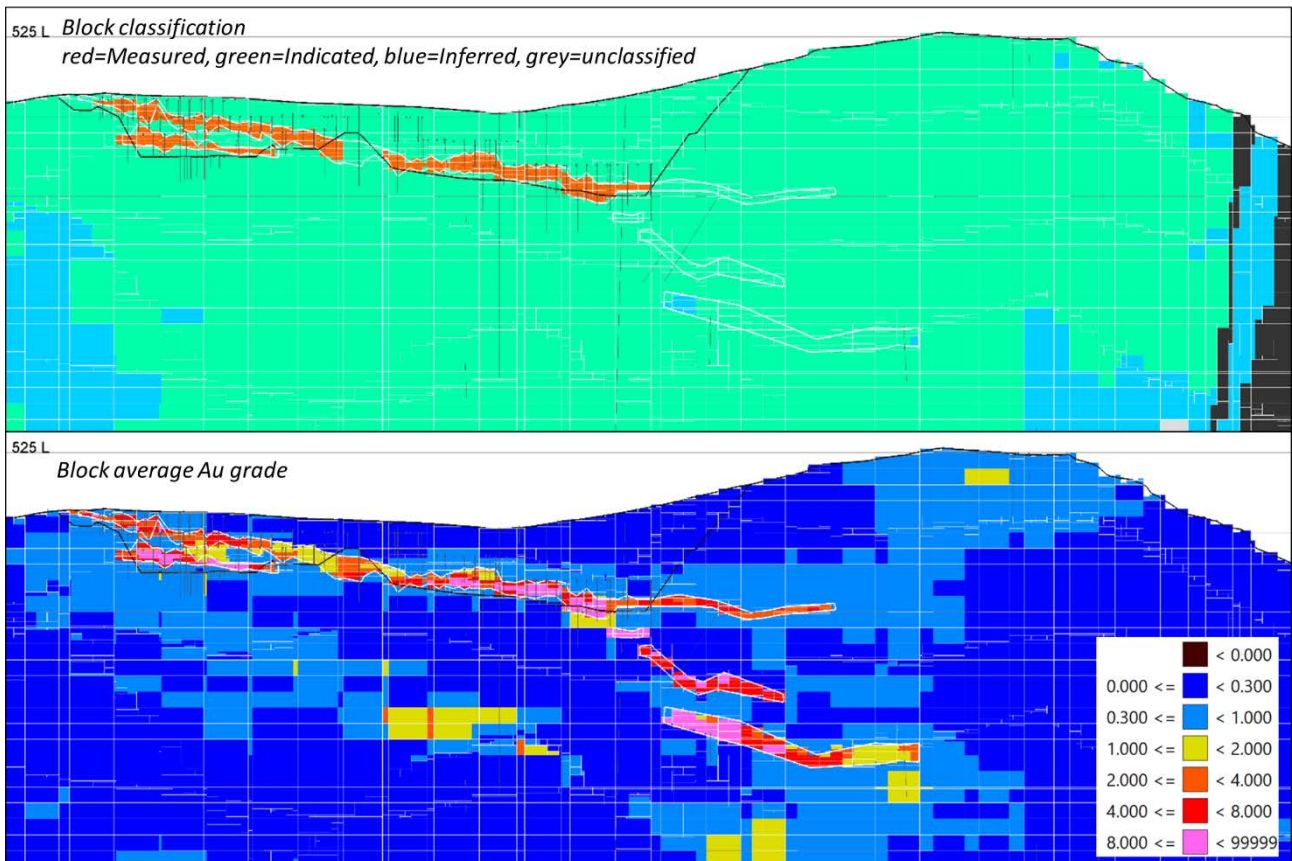 525 L
Block classification
red=Measured, green=Indicated, blue=Inferred, grey=unclassified
525 L
Block average Au grade
< 0.000
0.000 <= < 0.300
0.300 <= < 1.000
1.000 <= < 2.000
2.000 <= < 4.000
4.000 <= < 8.000
8.000 <= < 99999